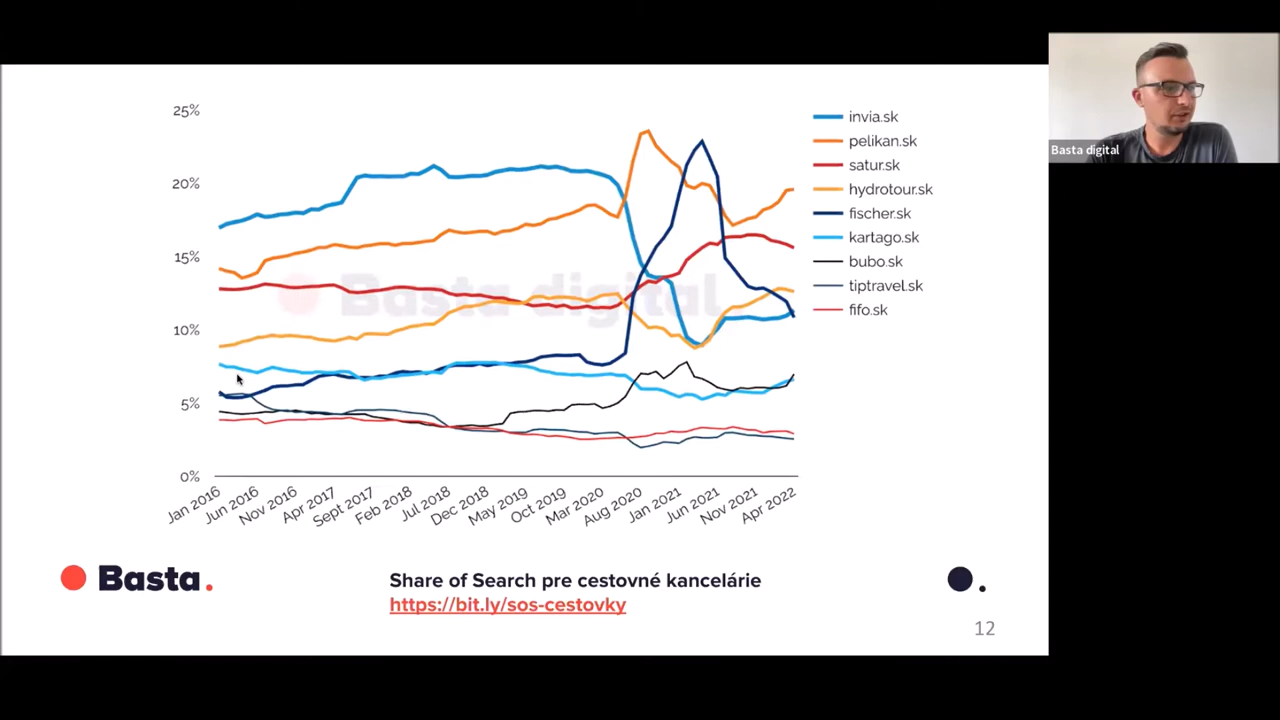 25%
20%
15%
10%
5%
0%
Jan 2016
Jun 2016
Nov 2016
Apr 2017
Sept 2017
Feb 2018
Jul 2018
Dec 2018
May 2019
Oct 2019
Mar 2020
Aug 2020
Jan 2021
Jun 2021
Nov 2021
Apr 2022
invia.sk
pelikan.sk
satur.sk
hydrotour.sk
fischer.sk
kartago.sk
bubo.sk
tiptravel.sk
fifo.sk
Basta digital.
Basta digital
Basta.
Share of Search pre cestovné kancelárie
https://bit.ly/sos-cestovky
12